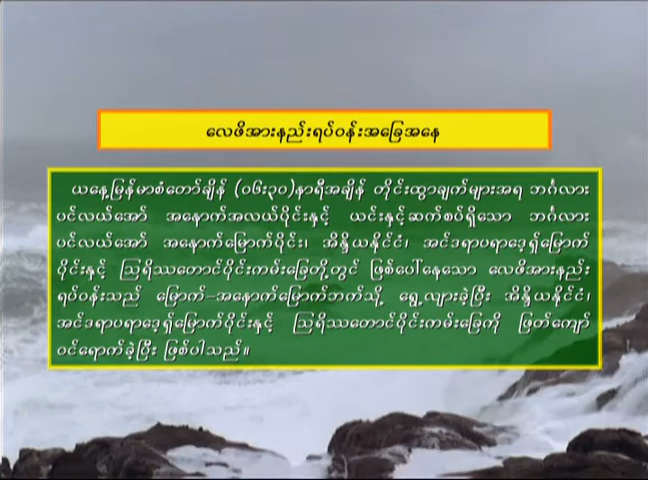 လေဖိအားနည်းရပ်ဝန်းအခြေအနေ
ယနေ့မြန်မာစံတော်ချိန် (၀၆း၃၀)နာရီအချိန် တိုင်းထွာချက်များအရ ဘင်္ဂလား
ပင်လယ်အော် အနောက်အလယ်ပိုင်းနှင့် ယင်းနှင့်ဆက်စပ်ရှိသော ဘင်္ဂလား
ပင်လယ်အော် အနောက်မြောက်ပိုင်း၊ အိန္ဒိယနိုင်ငံ၊ အင်ဒရာပရာဒေ့ရှ်မြောက်
ပိုင်းနှင့် ဩရိဿတောင်ပိုင်းကမ်းခြေတို့တွင် ဖြစ်ပေါ်နေသော လေဖိအားနည်း
ရပ်ဝန်းသည် မြောက်-အနောက်မြောက်ဘက်သို့ ရွေ့လျားခဲ့ပြီး အိန္ဒိယနိုင်ငံ၊
အင်ဒရာပရာဒေ့ရှ်မြောက်ပိုင်းနှင့် ဩရိဿတောင်ပိုင်းကမ်းခြေကို ဖြတ်ကျော်
ဝင်ရောက်ခဲ့ပြီး ဖြစ်ပါသည်။